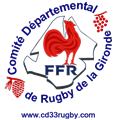 Comité Départemental
FFR
de Rugby de la Gironde
www.cd33rugby.com